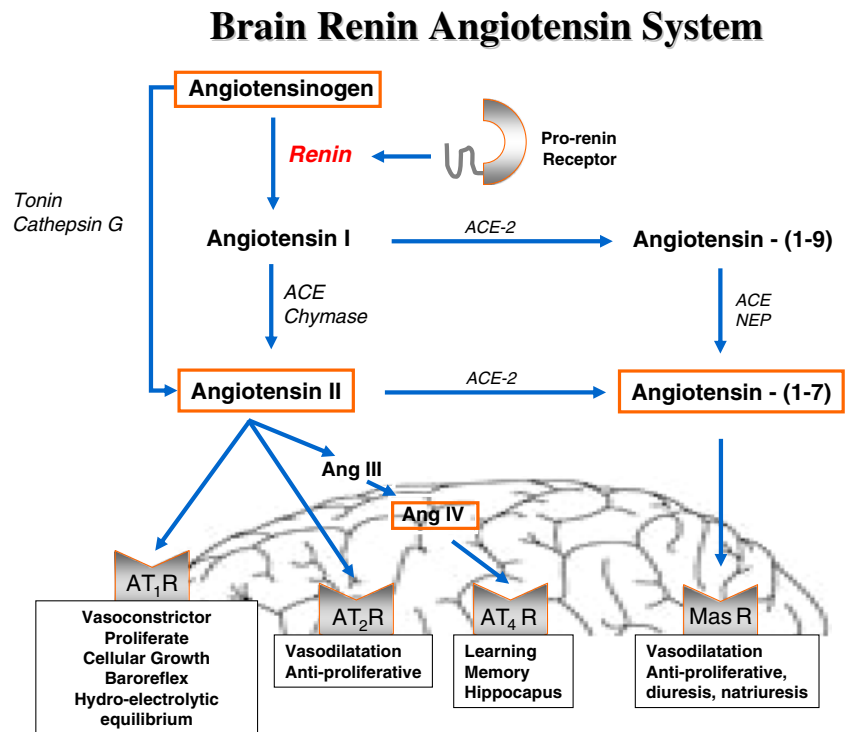 Brain Renin Angiotensin System
Angiotensinogen
Renin
Pro-renin
Receptor
Tonin
Cathepsin G
Angiotensin I
ACE-2
Angiotensin - (1-9)
ACE
Chymase
ACE
NEP
Angiotensin II
ACE-2
Angiotensin - (1-7)
Ang III
Ang IV
AT1R
Vasoconstrictor
Proliferate
Cellular Growth
Baroreflex
Hydro-electrolytic
equilibrium
AT2R
Vasodilatation
Anti-proliferative
AT4 R
Learning
Memory
Hippocapus
Mas R
Vasodilatation
Anti-proliferative,
diuresis, natriuresis